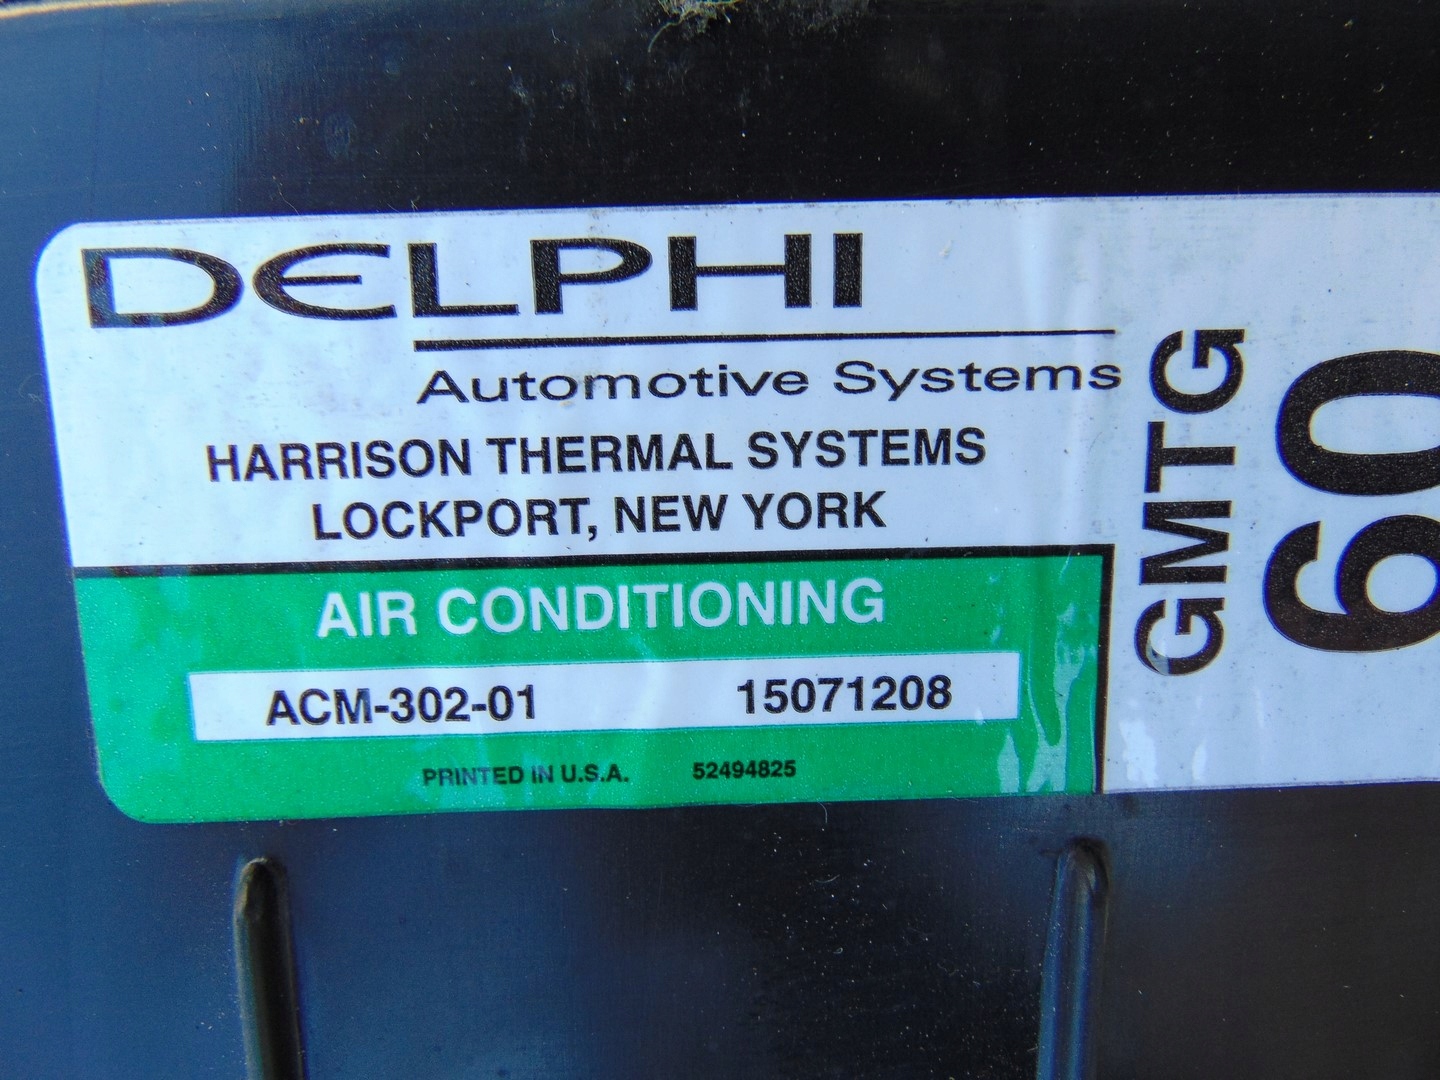 DELPHI
Automotive Systems
HARRISON THERMAL SYSTEMS
LOCKPORT, NEW YORK
AIR CONDITIONING
ACM-302-01 15071208
PRINTED IN U.S.A. 52494825
GMTG
60